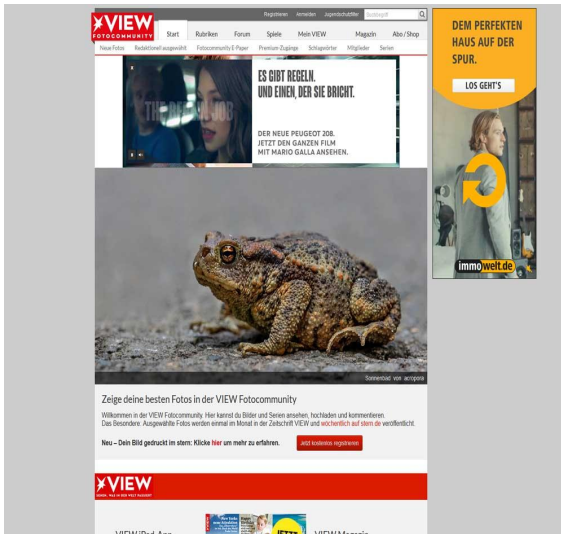 Registrieren Anmelden Jugendschutzfilter Suchbegriff
VIEW
FOTOCOMMUNITY
Start Rubriken Forum Spiele Mein VIEW Magazin Abo / Shop
Neue Fotos Redaktionell ausgewählt Fotocommunity E-Paper Premium-Zugänge Schlagwörter Mitglieder Serien
ES GIBT REGELN.
UND EINEN, DER SIE BRICHT.
DER NEUE PEUGEOT 208.
JETZT DEN GANZEN FILM
MIT MARIO GALLA ANSEHEN.
DEM PERFEKTEN
HAUS AUF DER
SPUR.
LOS GEHT'S
immowelt.de
Sonnenbad von acropora
Zeige deine besten Fotos in der VIEW Fotocommunity
Willkommen in der VIEW Fotocommunity. Hier kannst du Bilder und Serien ansehen, hochladen und kommentieren.
Das Besondere: Ausgewählte Fotos werden einmal im Monat in der Zeitschrift VIEW und wöchentlich auf stern.de veröffentlicht.
Neu – Dein Bild gedruckt im stern: Klicke hier um mehr zu erfahren. Jetzt kostenlos registrieren
VIEW
VIEW iPad-App
JETZT
VIEW Magazin